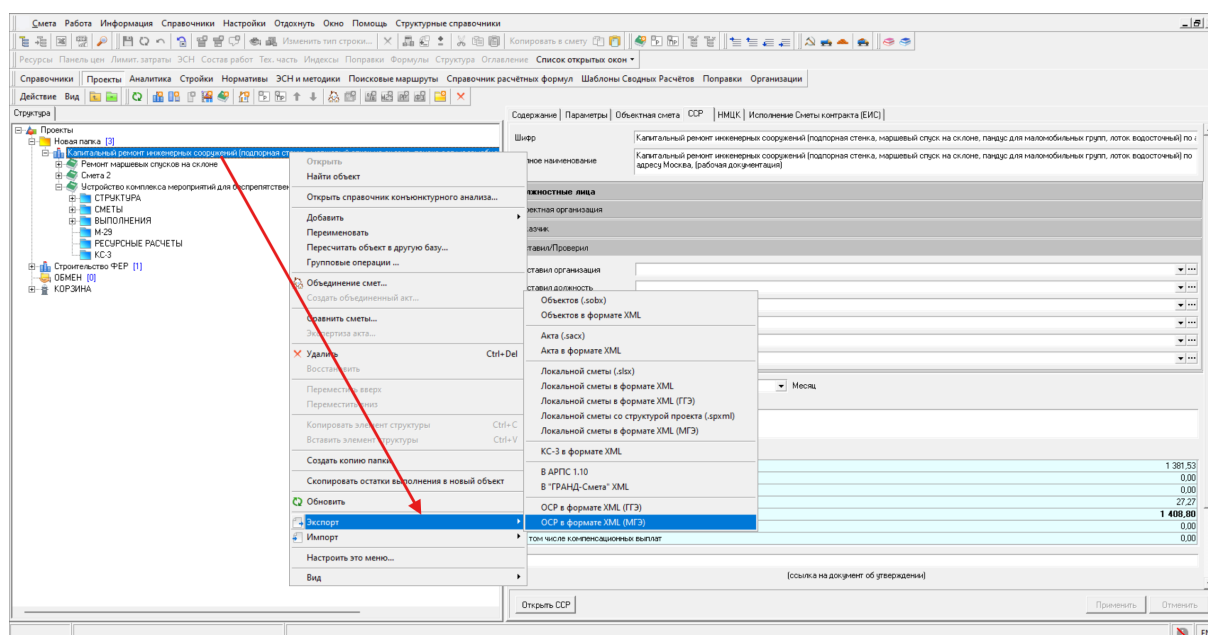 Смета Работа Информация Справочники Настройки Отдохнуть Окно Помощь Структурные справочники
Изменить тип строки... Копировать в смету
Ресурсы Панель цен Лимит. затраты ЭСН Состав работ Тех. часть Индексы Поправки Формулы Структура Оглавление Список открытых окон
Справочники Проекты Аналитика Стройки Нормативы ЭСН и методики Поисковые маршруты Справочник расчётных формул Шаблоны Сводных Расчётов Поправки Организации
Действие Вид
Структура
Проекты
Новая папка [3]
Капитальный ремонт инженерных сооружений (подпорная
Ремонт маршевых спусков на склоне
Смета 2
Устройство комплекса мероприятий для беспрепятствен
СТРУКТУРА
СМЕТЫ
ВЫПОЛНЕНИЯ
М-29
РЕСУРСНЫЕ РАСЧЕТЫ
КС-3
Строительство ФЕР [1]
ОБМЕН [0]
КОРЗИНА
Открыть
Найти объект
Открыть справочник конъюнктурного анализа...
Добавить
Переименовать
Пересчитать объект в другую базу...
Групповые операции ...
Объединение смет...
Создать объединенный акт...
Сравнить сметы...
Экспертиза акта...
Удалить Ctrl+Del
Восстановить
Переместить вверх
Переместить вниз
Копировать элемент структуры Ctrl+C
Вставить элемент структуры Ctrl+V
Создать копию папки
Скопировать остатки выполнения в новый объект
Обновить
Экспорт
Импорт
Настроить это меню...
Вид
Объектов (.sobx)
Объектов в формате XML
Акта (.sacx)
Акта в формате XML
Локальной сметы (.slsx)
Локальной сметы в формате XML
Локальной сметы в формате XML (ГГЭ)
Локальной сметы со структурой проекта (.spxml)
Локальной сметы в формате XML (МГЭ)
КС-3 в формате XML
В АРПС 1.10
В "ГРАНД-Смета" XML
ОСР в формате XML (ГГЭ)
ОСР в формате XML (МГЭ)
Содержание Параметры Объектная смета ССР НМЦК Исполнение Сметы контракта (ЕИС)
Шифр
Капитальный ремонт инженерных сооружений (подпорная стенка, маршевый спуск на склоне, пандус для маломобильных групп, лоток водосточный) по
лное наименование
Капитальный ремонт инженерных сооружений (подпорная стенка, маршевый спуск на склоне, пандус для маломобильных групп, лоток водосточный) по
адресу Москва, (рабочая документация)
лжностные лица
ектная организация
азчик
тавил/Проверил
ставил организация
ставил должность
Месяц
1 381,53
0,00
0,00
27,27
1 408,80
0,00
том числе компенсационных выплат 0,00
(ссылка на документ об утверждении)
Открыть ССР Применить Отменить